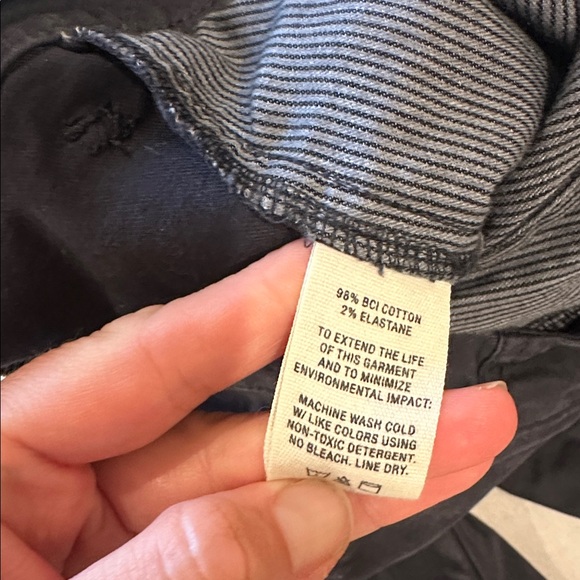 98% BCI COTTON
2% ELASTANE
TO EXTEND THE LIFE
OF THIS GARMENT
AND TO MINIMIZE
ENVIRONMENTAL IMPACT:
MACHINE WASH COLD
W/ LIKE COLORS USING
NON-TOXIC DETERGENT.
NO BLEACH. LINE DRY.